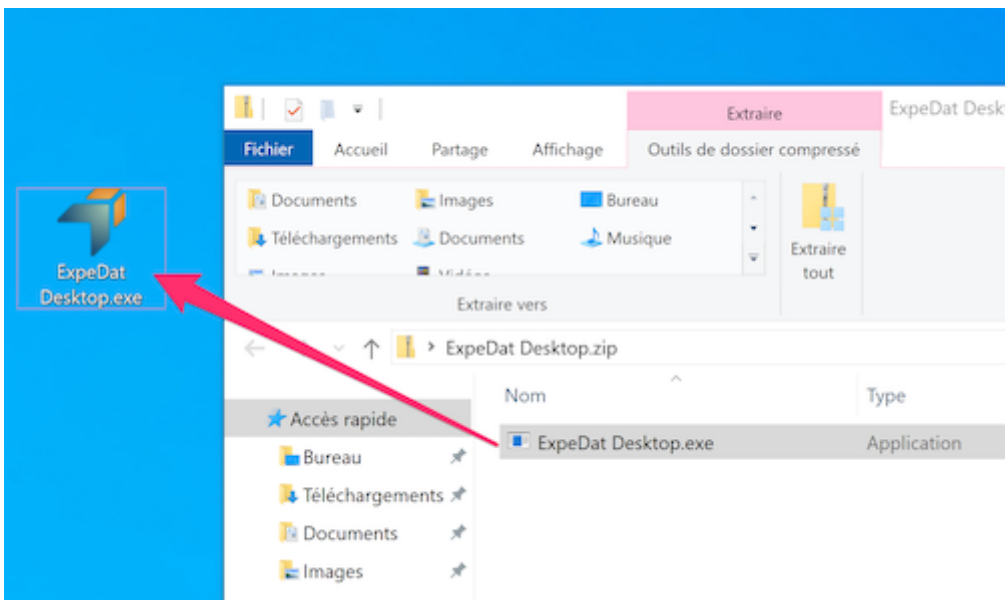 Extraire
ExpeDat Desk
Fichier
Accueil
Partage
Affichage
Outils de dossier compressé
Documents
Images
Bureau
Téléchargements
Documents
Musique
Images
Vidéos
Extraire
tout
Extraire vers
ExpeDat
Desktop.exe
ExpeDat Desktop.zip
Nom
Type
Accès rapide
ExpeDat Desktop.exe
Application
Bureau
Téléchargements
Documents
Images